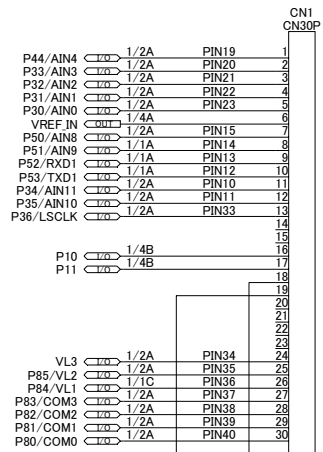 CN1
CN30P
P44/AIN4 I/O 1/2A PIN19 1
P33/AIN3 I/O 1/2A PIN20 2
P32/AIN2 I/O 1/2A PIN21 3
P31/AIN1 I/O 1/2A PIN22 4
P30/AIN0 I/O 1/2A PIN23 5
VREF_IN OUT 1/4A 6
P50/AIN8 I/O 1/2A PIN15 7
P51/AIN9 I/O 1/1A PIN14 8
P52/RXD1 I/O 1/1A PIN13 9
P53/TXD1 I/O 1/2A PIN12 10
P34/AIN11 I/O 1/2A PIN10 11
P35/AIN10 I/O 1/2A PIN11 12
P36/LSCLK I/O 1/2A PIN33 13
14
15
P10 I/O 1/4B 16
P11 I/O 1/4B 17
18
19
20
21
22
23
VL3 I/O 1/2A PIN34 24
P85/VL2 I/O 1/2A PIN35 25
P84/VL1 I/O 1/1C PIN36 26
P83/COM3 I/O 1/2A PIN37 27
P82/COM2 I/O 1/2A PIN38 28
P81/COM1 I/O 1/2A PIN39 29
P80/COM0 I/O 1/2A PIN40 30